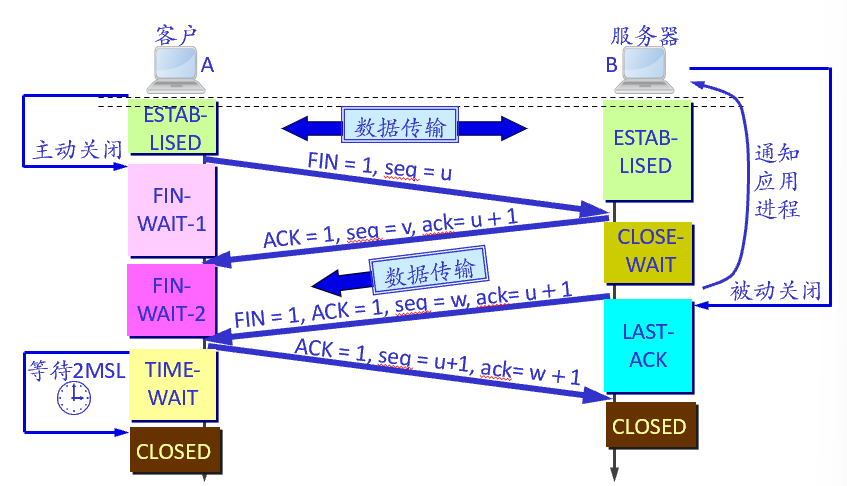 客户
服务器
A
B
ESTAB-
LISED
数据传输
ESTAB-
LISED
主动关闭
FIN = 1, seq = u
通知
应用
进程
FIN-
WAIT-1
ACK = 1, seq = v, ack= u + 1
CLOSE-
WAIT
数据传输
FIN-
WAIT-2
FIN = 1, ACK = 1, seq = w, ack= u + 1
被动关闭
LAST-
ACK
ACK = 1, seq = u+1, ack= w + 1
等待2MSL
TIME-
WAIT
CLOSED
CLOSED